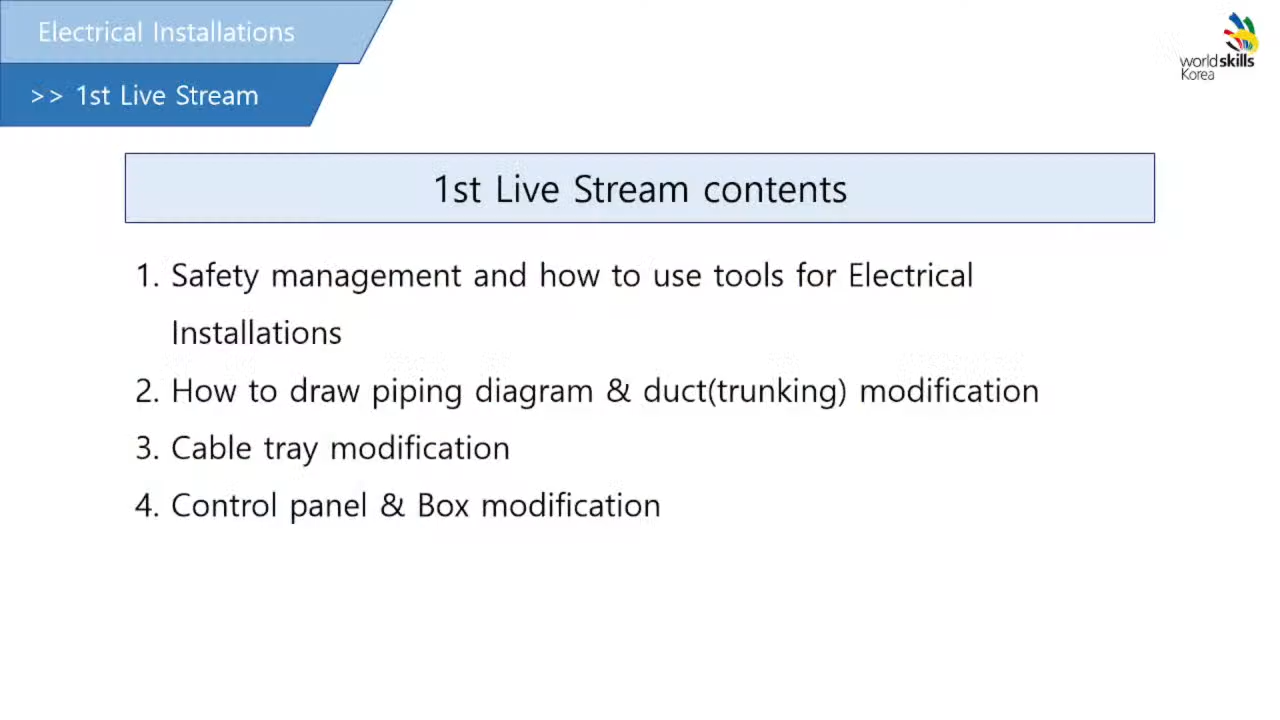 Electrical Installations
>> 1st Live Stream
worldskills
Korea
1st Live Stream contents
1. Safety management and how to use tools for Electrical
Installations
2. How to draw piping diagram & duct(trunking) modification
3. Cable tray modification
4. Control panel & Box modification